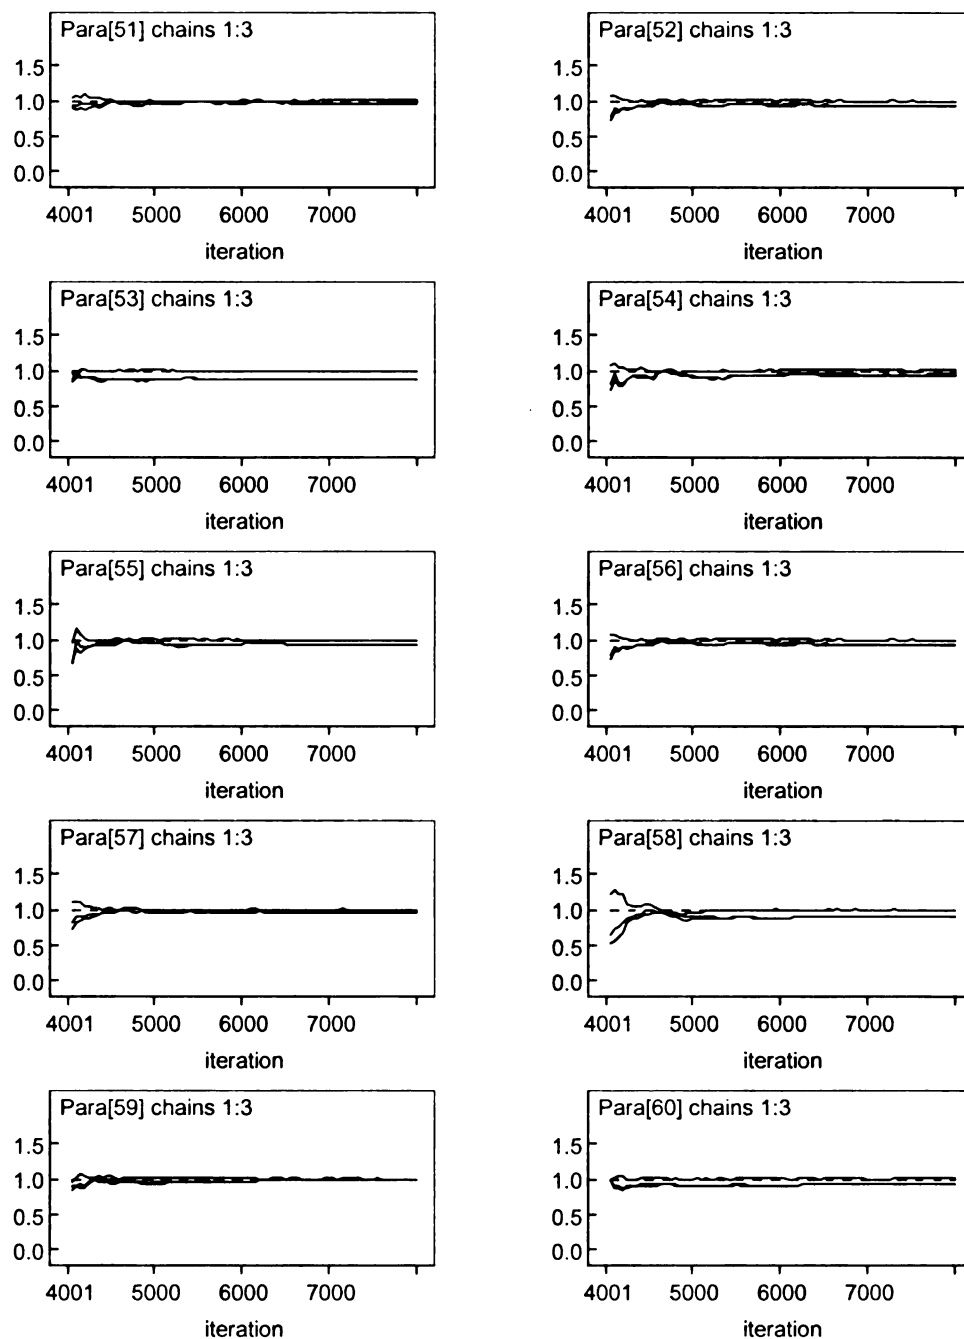 Para[51] chains 1:3
1.5
1.0
0.5
0.0
4001 5000 6000 7000
iteration
Para[52] chains 1:3
1.5
1.0
0.5
0.0
4001 5000 6000 7000
iteration
Para[53] chains 1:3
1.5
1.0
0.5
0.0
4001 5000 6000 7000
iteration
Para[54] chains 1:3
1.5
1.0
0.5
0.0
4001 5000 6000 7000
iteration
Para[55] chains 1:3
1.5
1.0
0.5
0.0
4001 5000 6000 7000
iteration
Para[56] chains 1:3
1.5
1.0
0.5
0.0
4001 5000 6000 7000
iteration
Para[57] chains 1:3
1.5
1.0
0.5
0.0
4001 5000 6000 7000
iteration
Para[58] chains 1:3
1.5
1.0
0.5
0.0
4001 5000 6000 7000
iteration
Para[59] chains 1:3
1.5
1.0
0.5
0.0
4001 5000 6000 7000
iteration
Para[60] chains 1:3
1.5
1.0
0.5
0.0
4001 5000 6000 7000
iteration